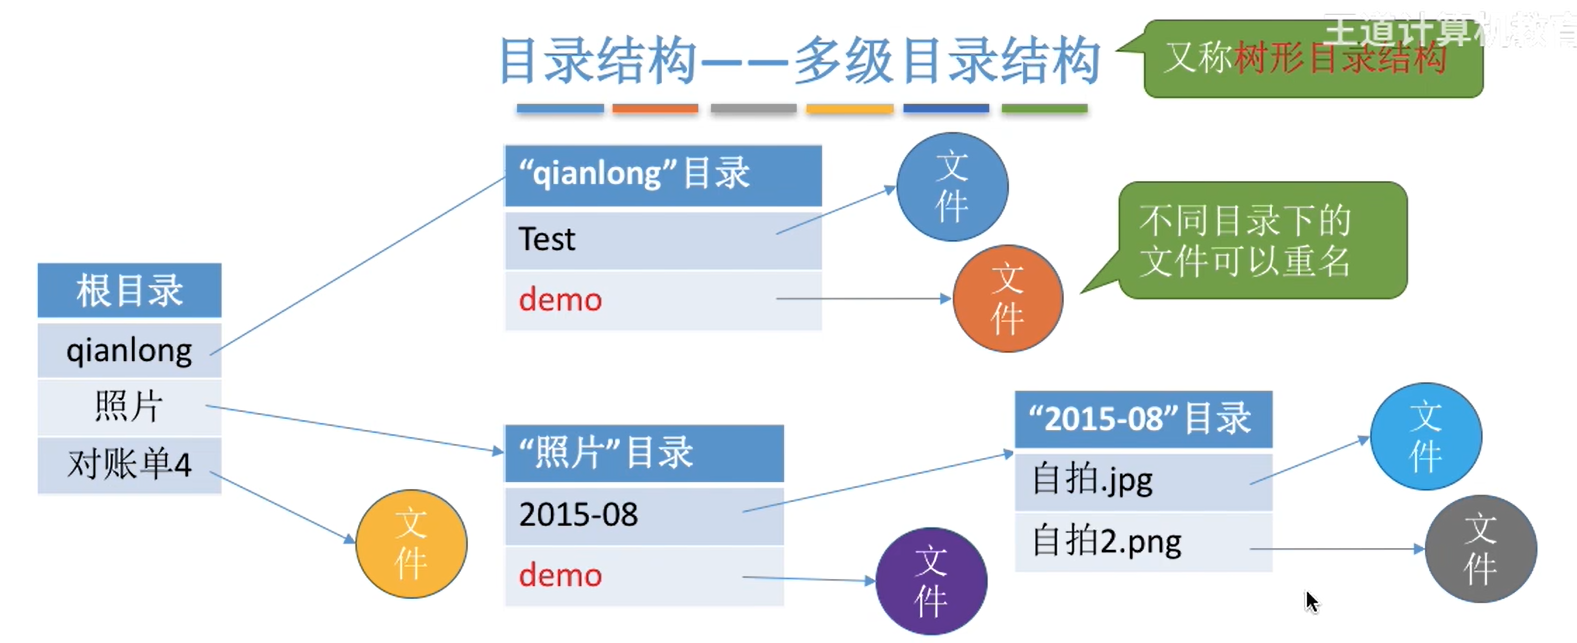 王道计算机教育
目录结构——多级目录结构
又称树形目录结构
“qianlong”目录
Test
demo
文
件
文
件
不同目录下的
文件可以重名
根目录
qianlong
照片
对账单4
文
件
“照片”目录
2015-08
demo
文
件
“2015-08”目录
自拍.jpg
自拍2.png
文
件
文
件